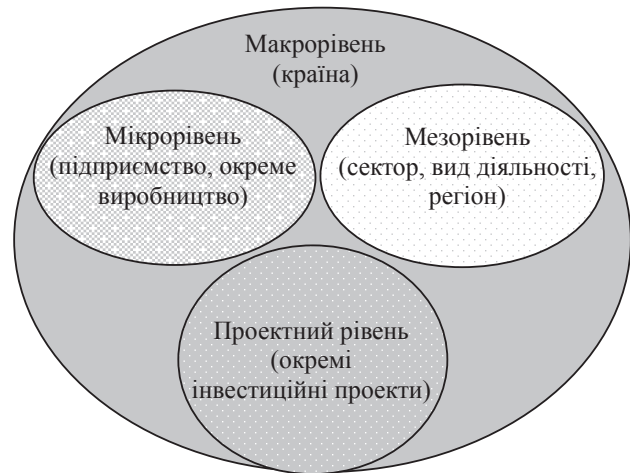 Макрорівень
(країна)
Мікрорівень
(підприємство, окреме
виробництво)
Мезорівень
(сектор, вид діяльності,
регіон)
Проектний рівень
(окремі
інвестиційні проекти)